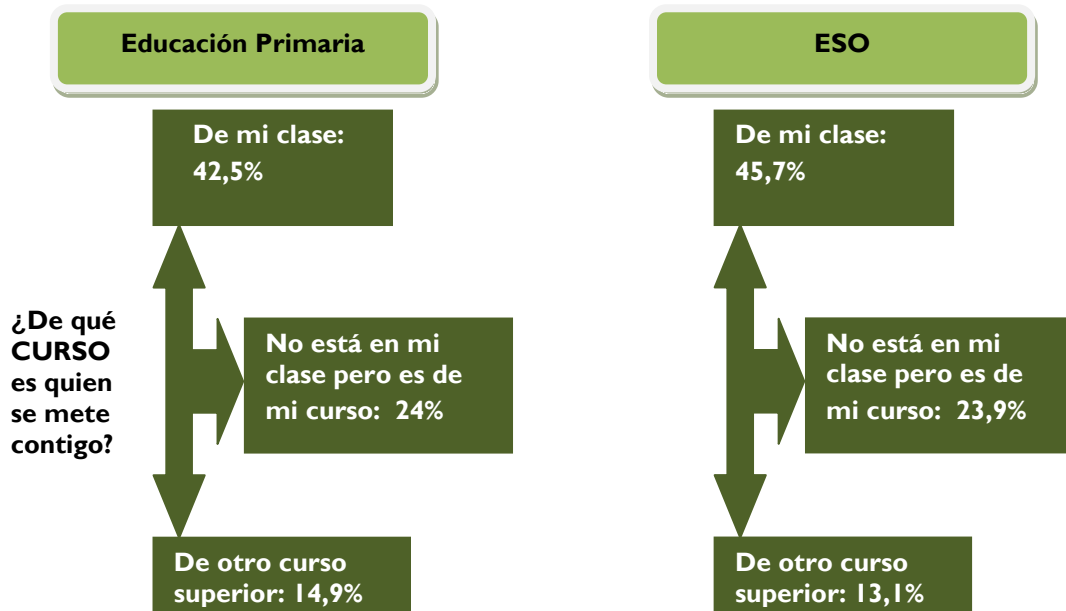 Educación Primaria
ESO
De mi clase:
42,5%
De mi clase:
45,7%
¿De qué
CURSO
es quien
se mete
contigo?
No está en mi
clase pero es de
mi curso: 24%
No está en mi
clase pero es de
mi curso: 23,9%
De otro curso
superior: 14,9%
De otro curso
superior: 13,1%